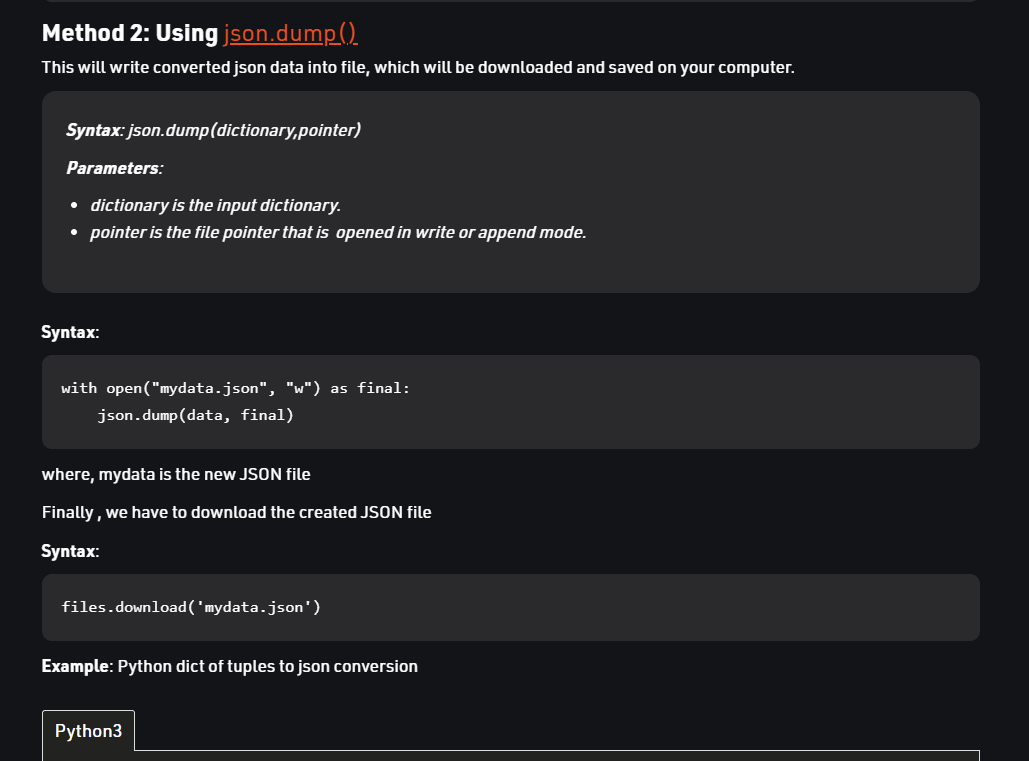 Method 2: Using json.dump()
This will write converted json data into file, which will be downloaded and saved on your computer.
Syntax: json.dump(dictionary,pointer)
Parameters:
• dictionary is the input dictionary.
• pointer is the file pointer that is  opened in write or append mode.
Syntax:
with open("mydata.json", "w") as final:
    json.dump(data, final)
where, mydata is the new JSON file
Finally , we have to download the created JSON file
Syntax:
files.download('mydata.json')
Example: Python dict of tuples to json conversion
Python3